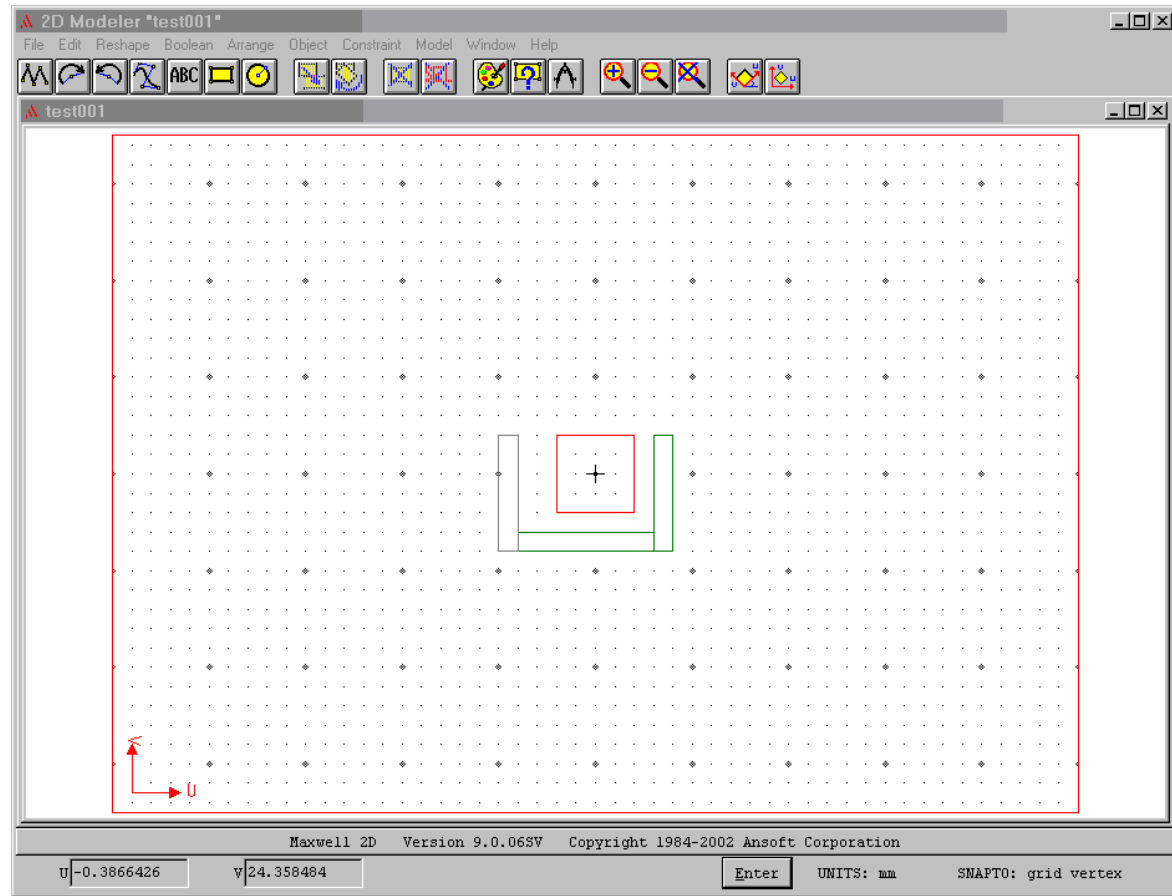 2D Modeler "test001"
File Edit Reshape Boolean Arrange Object Constraint Model Window Help
ABC
test001
V
U
Maxwell 2D Version 9.0.06SV Copyright 1984-2002 Ansoft Corporation
U -0.3866426 V 24.358484 Enter UNITS: mm SNAPTO: grid vertex